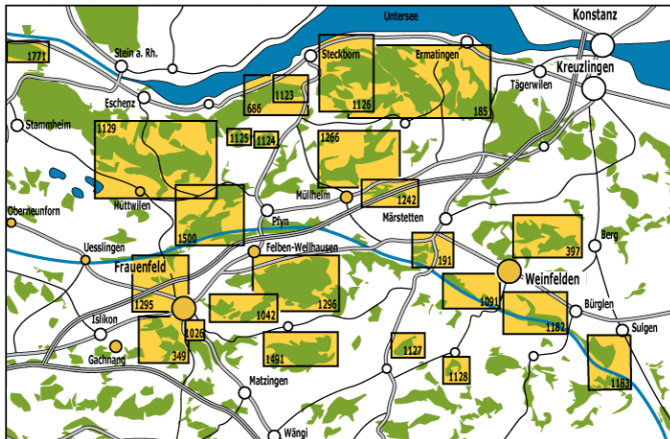 Untersee
Konstanz
1771
Stein a. Rh.
Steckborn
Ermatingen
Kreuzlingen
Tägerwilen
Eschenz
686
1123
1126
185
Stammheim
1129
1125
1124
1266
Hüttwilen
Müllheim
1242
Oberneunforn
Pfyn
Märstetten
1500
Uesslingen
Felben-Wellhausen
191
397
Berg
Frauenfeld
Weinfelden
1295
1042
1296
1091
Bürglen
Islikon
1026
1182
Sulgen
Gachnang
349
1491
1127
1128
1183
Matzingen
Wängi